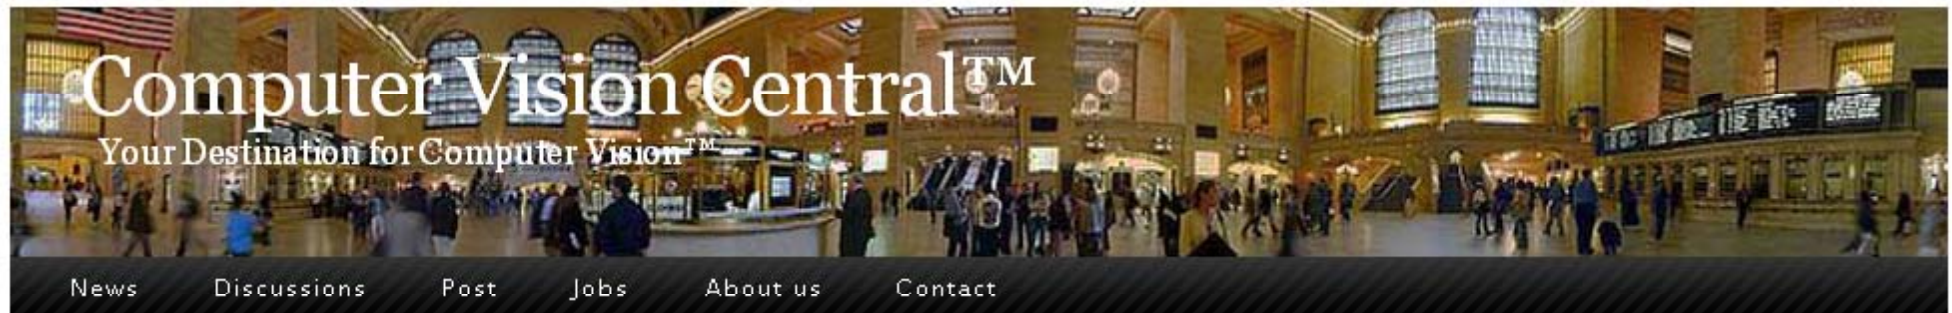 Computer Vision Central™
Your Destination for Computer Vision™
News Discussions Post Jobs About us Contact